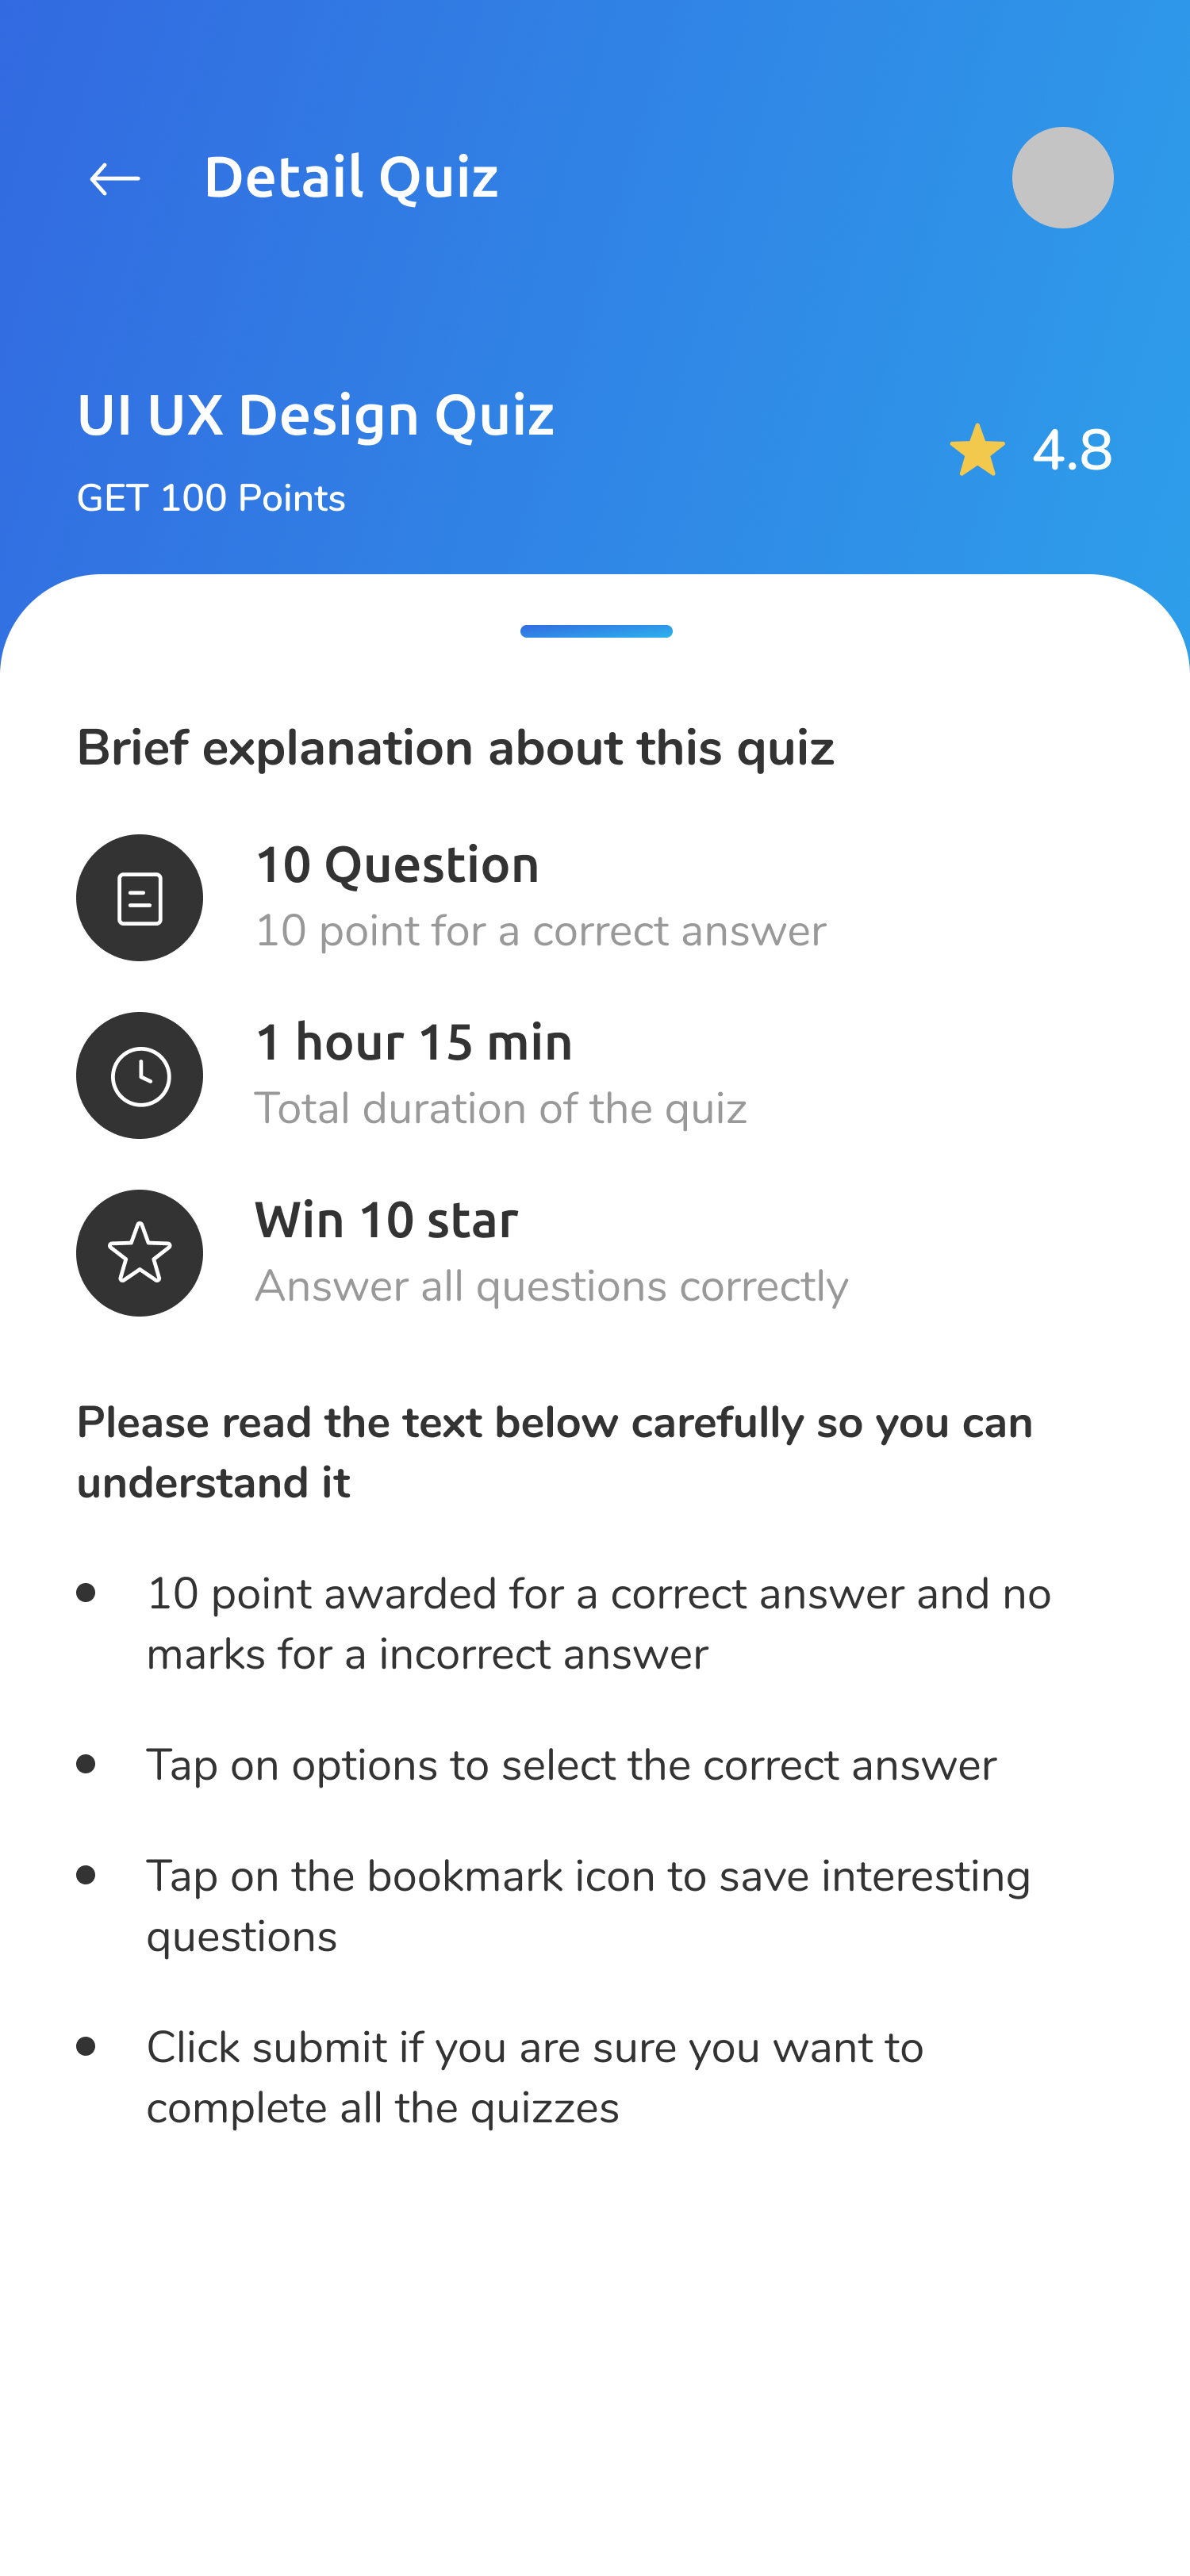 Detail Quiz
UI UX Design Quiz
GET 100 Points
4.8
Brief explanation about this quiz
10 Question
10 point for a correct answer
1 hour 15 min
Total duration of the quiz
Win 10 star
Answer all questions correctly
Please read the text below carefully so you can
understand it
10 point awarded for a correct answer and no
marks for a incorrect answer
Tap on options to select the correct answer
Tap on the bookmark icon to save interesting
questions
Click submit if you are sure you want to
complete all the quizzes